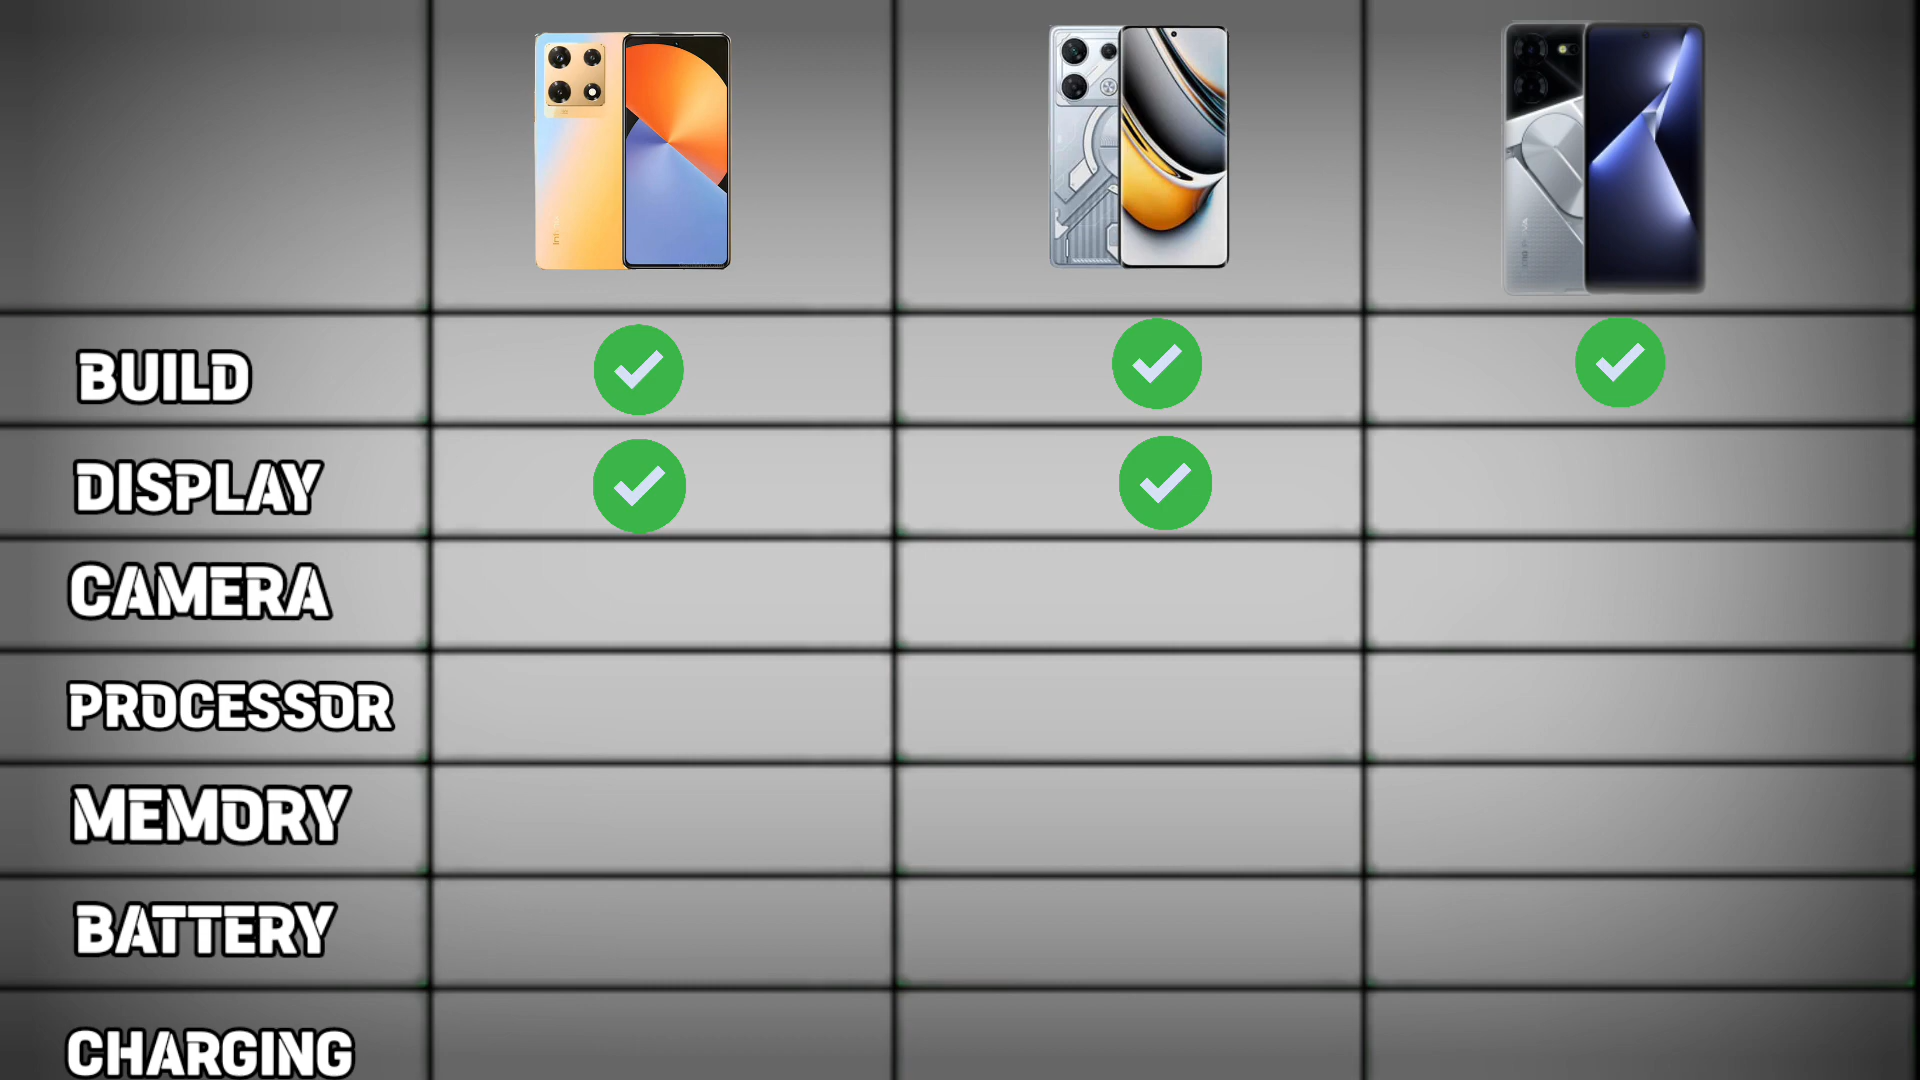 BUILD
DISPLAY
CAMERA
PROCESSOR
MEMORY
BATTERY
CHARGING